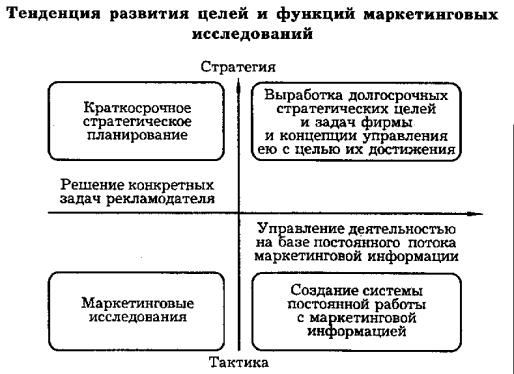 Тенденция развития целей и функций маркетинговых
исследований
Стратегия
Краткосрочное
стратегическое
планирование
Выработка долгосрочных
стратегических целей
и задач фирмы
и концепции управления
ею с целью их достижения
Решение конкретных
задач рекламодателя
Управление деятельностью
на базе постоянного потока
маркетинговой информации
Маркетинговые
исследования
Создание системы
постоянной работы
с маркетинговой
информацией
Тактика